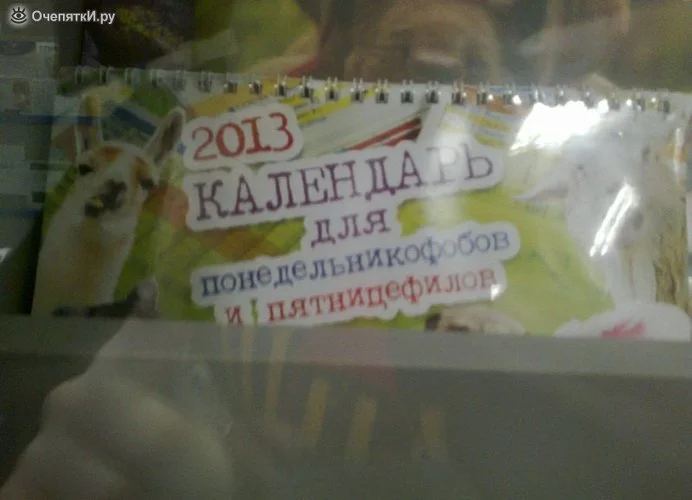 ОчепяткИ.ру
2013
КАЛЕНДАРЬ
для
понедельникофобов
и пятницефилов